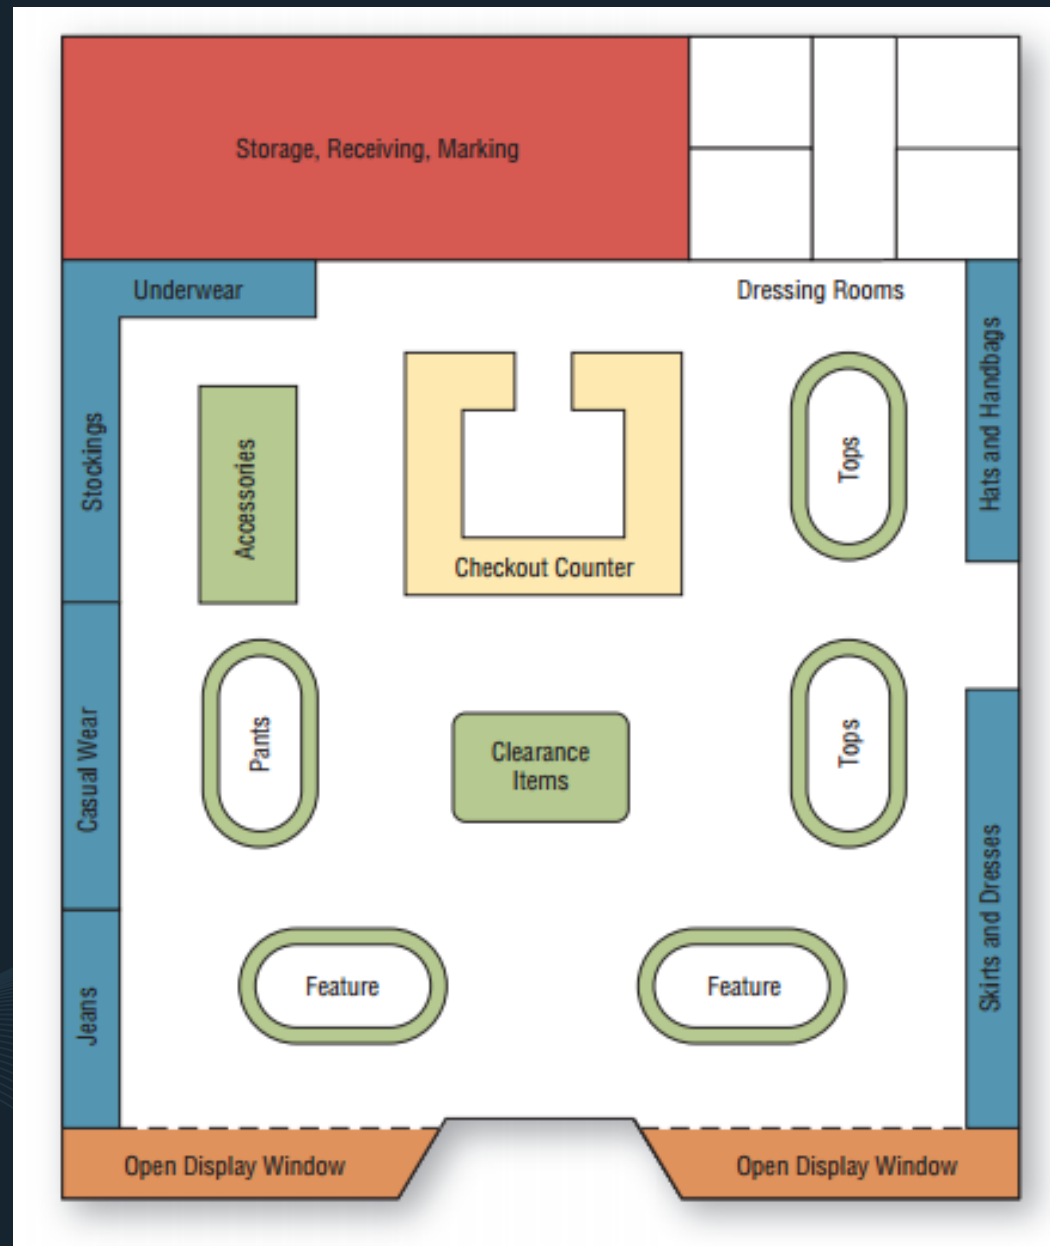 Storage, Receiving, Marking
Underwear
Dressing Rooms
Stockings
Accessories
Checkout Counter
Tops
Hats and Handbags
Casual Wear
Pants
Clearance
Items
Tops
Skirts and Dresses
Jeans
Feature
Feature
Open Display Window
Open Display Window